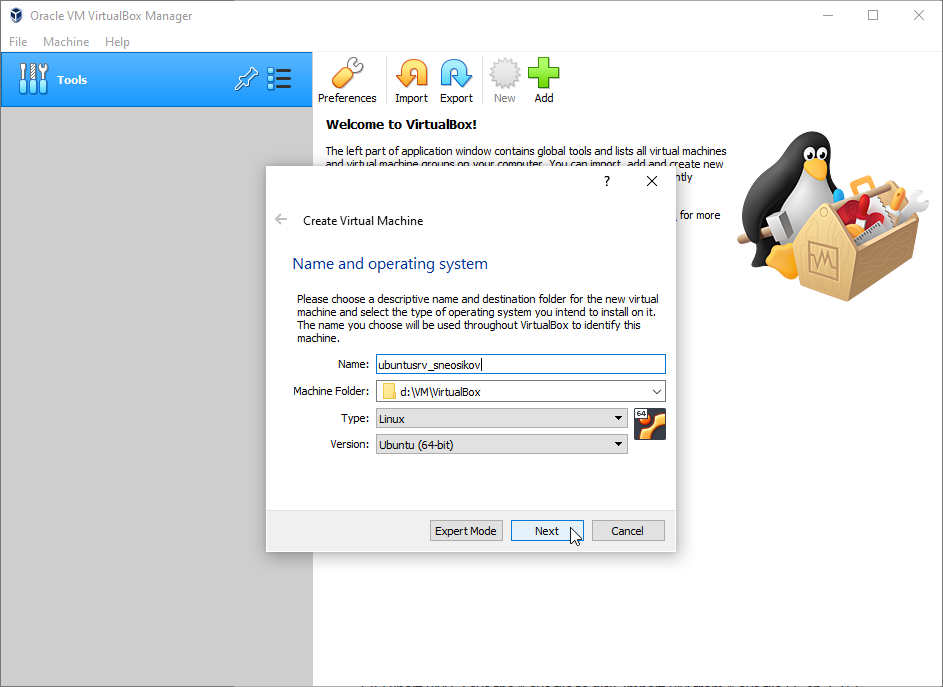 Oracle VM VirtualBox Manager
File Machine Help
Tools
Preferences Import Export New Add
Welcome to VirtualBox!
The left part of application window contains global tools and lists all virtual machines
and virtual machine groups on your computer. You can import, add and create new
ntly
for more
?
Create Virtual Machine
Name and operating system
Please choose a descriptive name and destination folder for the new virtual
machine and select the type of operating system you intend to install on it.
The name you choose will be used throughout VirtualBox to identify this
machine.
Name: ubuntusrv_sneosikov
Machine Folder: d:\VM\VirtualBox
Type: Linux
64
Version: Ubuntu (64-bit)
Expert Mode Next Cancel